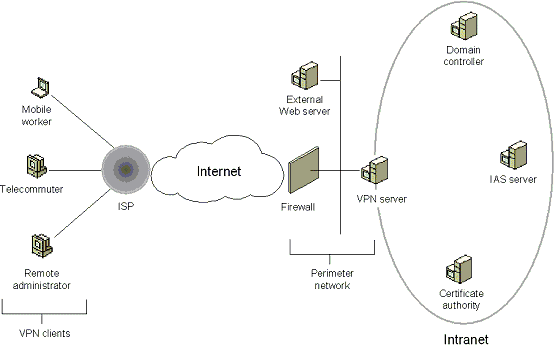 Domain
controller
Mobile
worker
External
Web server
Internet
Telecommuter
ISP
Firewall
VPN server
IAS server
Remote
administrator
Perimeter
network
Certificate
authority
VPN clients
Intranet